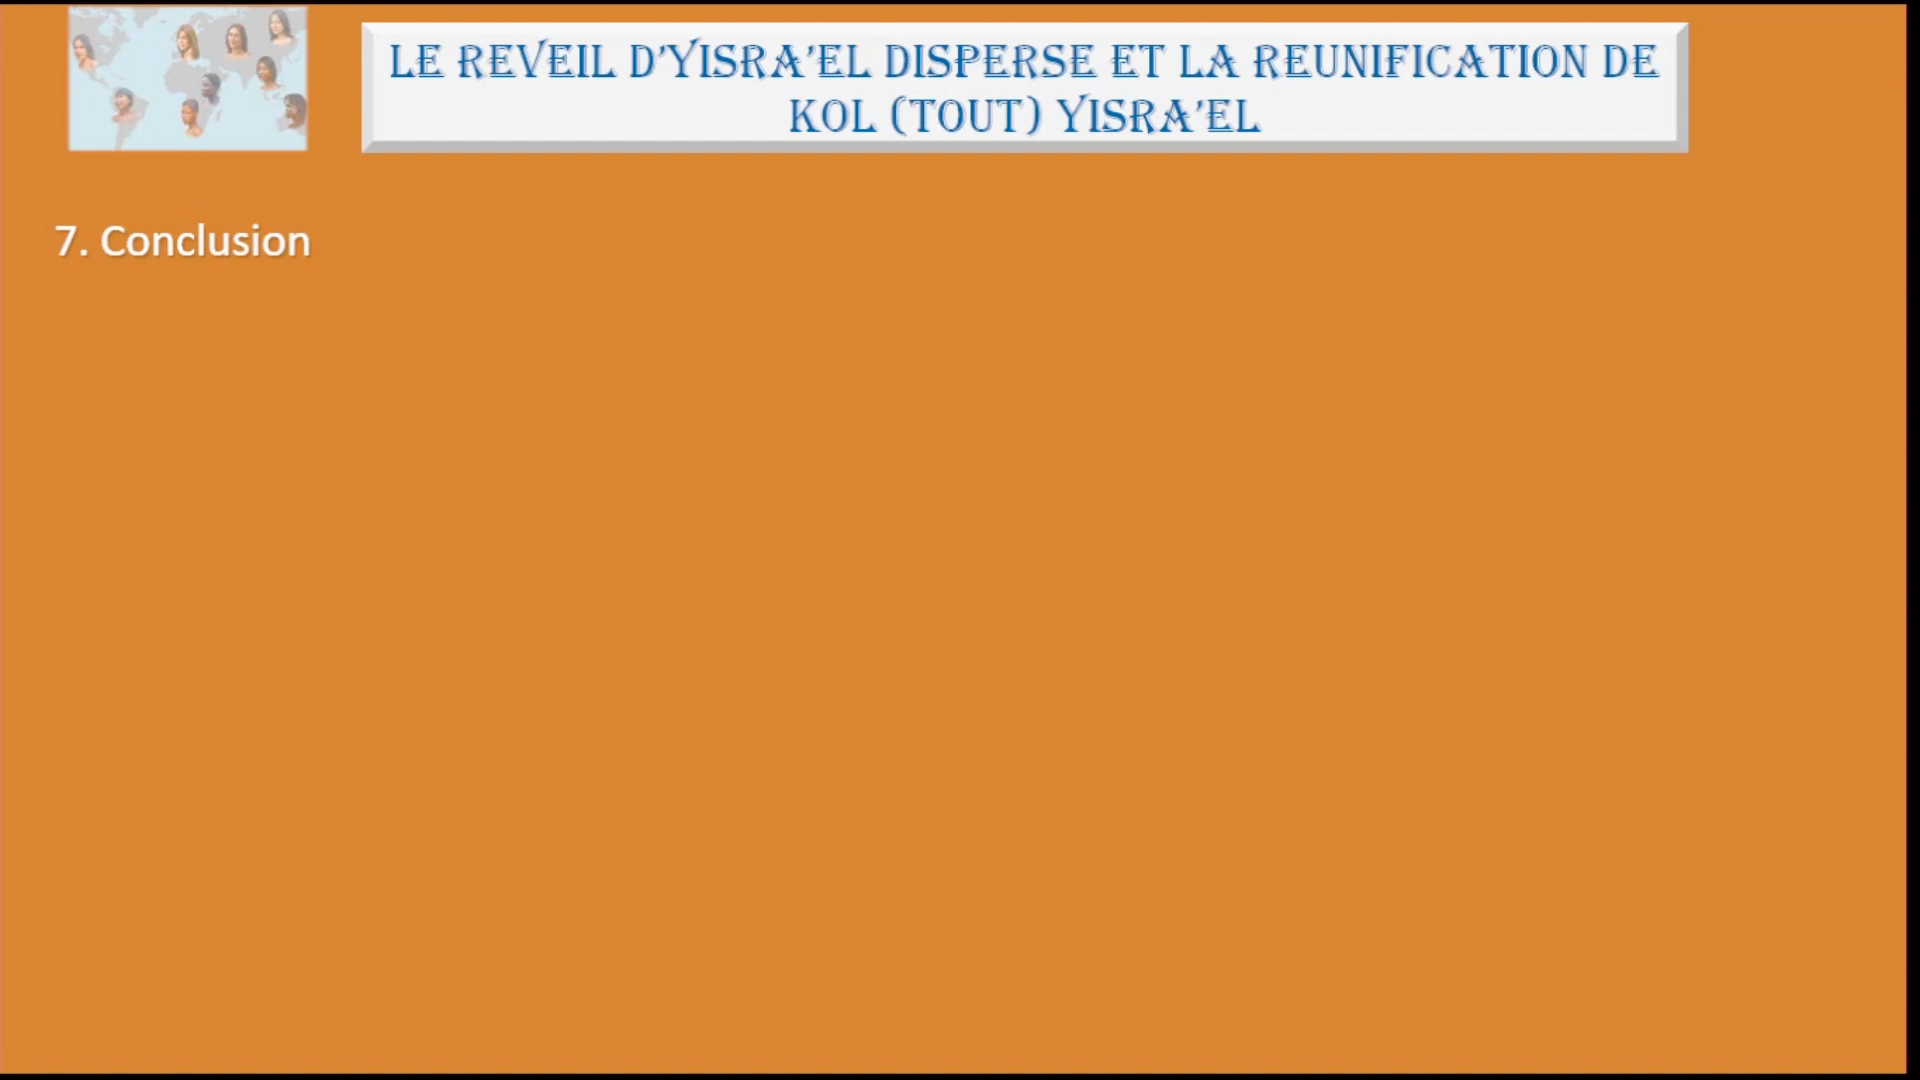 LE REVEIL D'YISRA'EL DISPERSE ET LA REUNIFICATION DE
KOL (TOUT) YISRA'EL
7. Conclusion